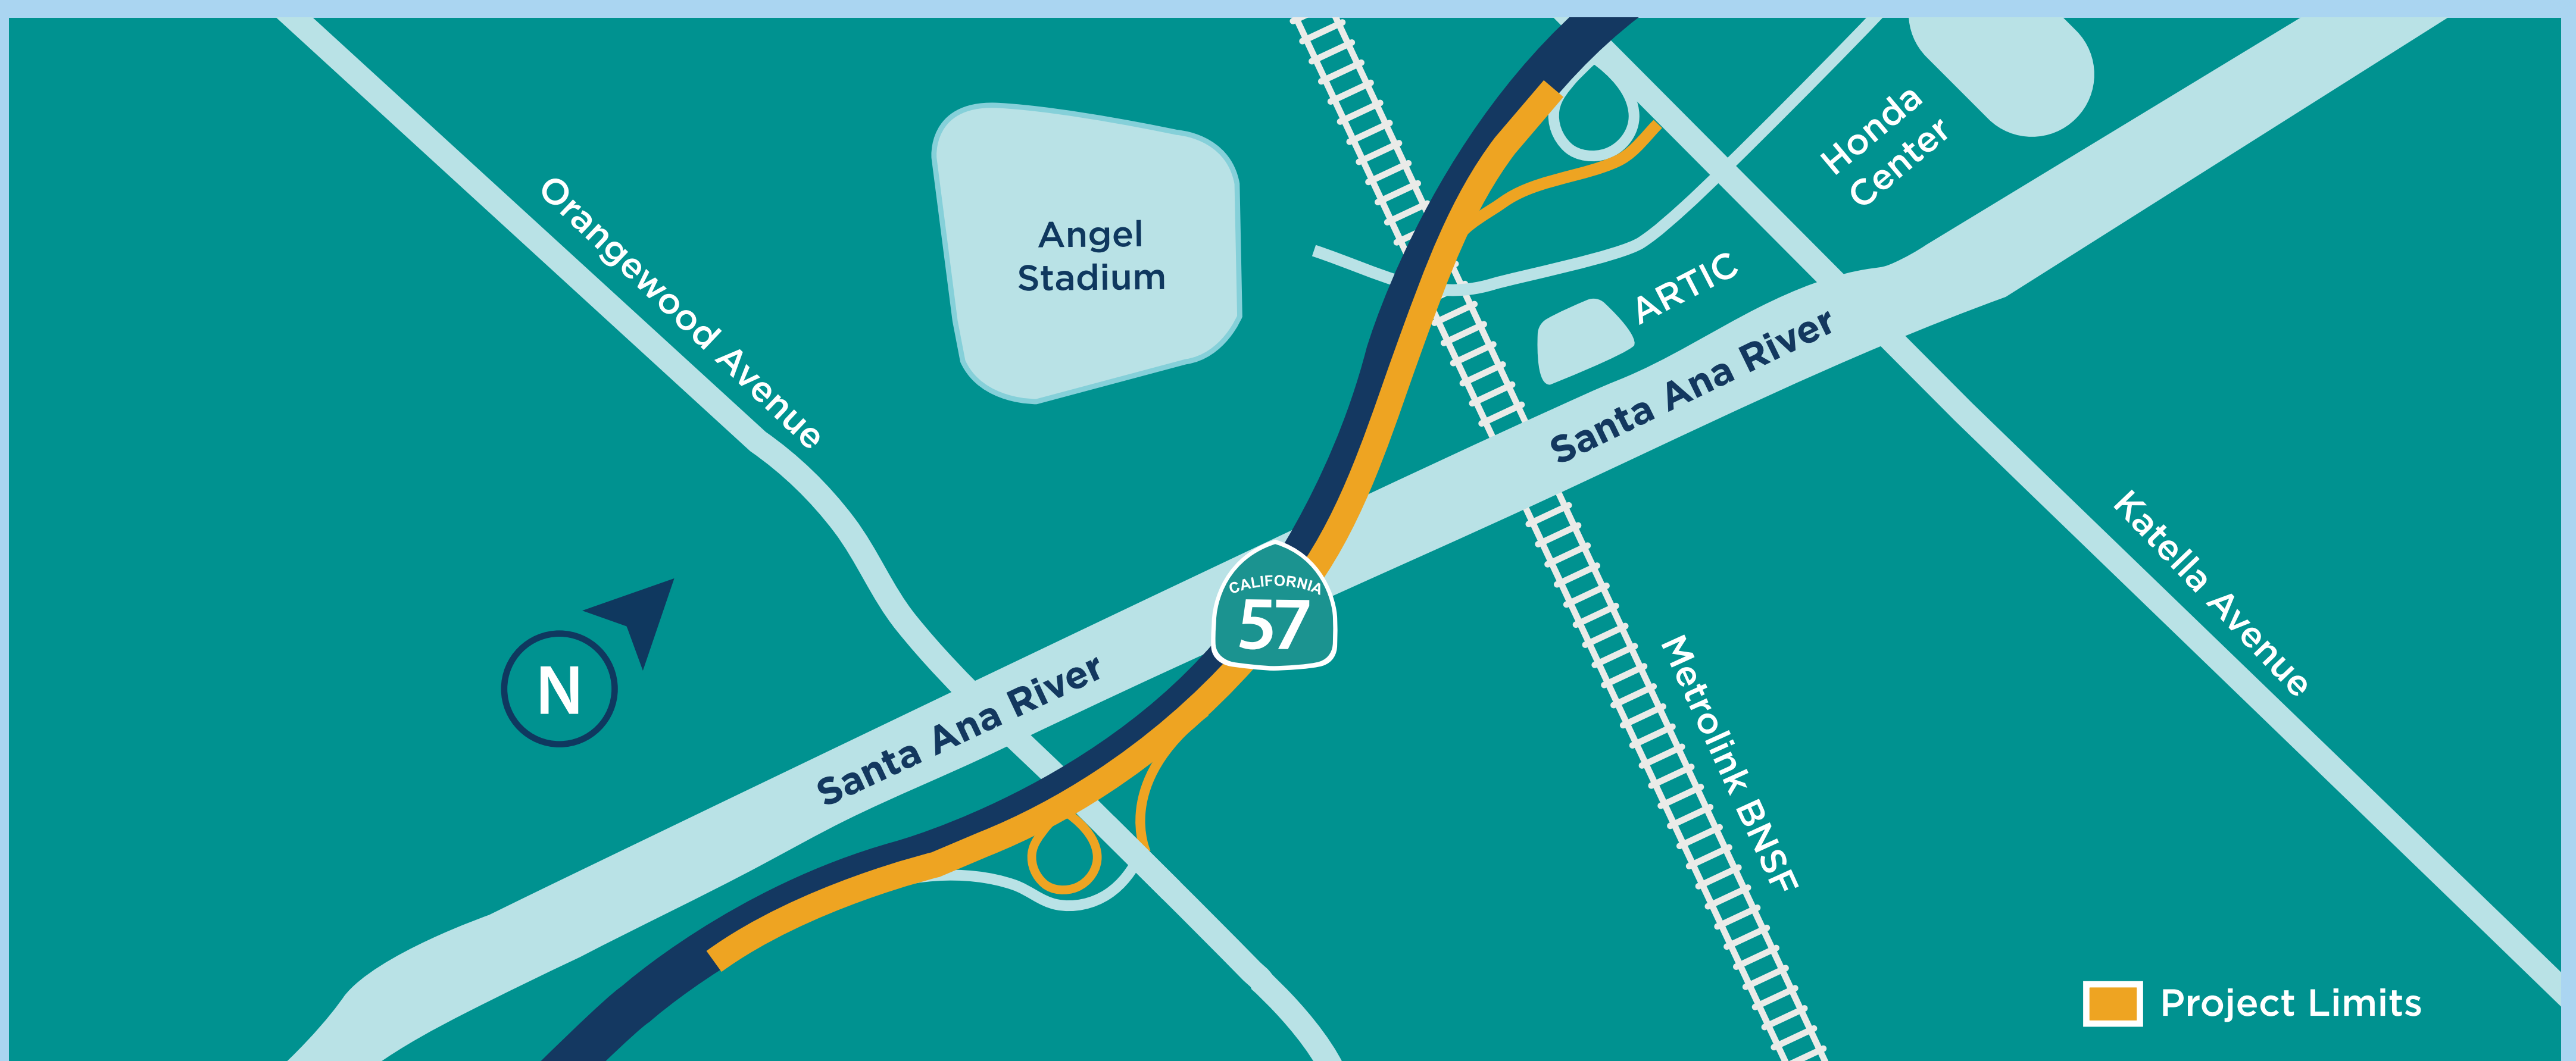 Honda
Center
Orangewood Avenue
Angel
Stadium
ARTIC
Santa Ana River
Katella Avenue
CALIFORNIA
57
N
Santa Ana River
Metrolink BNSF
Project Limits